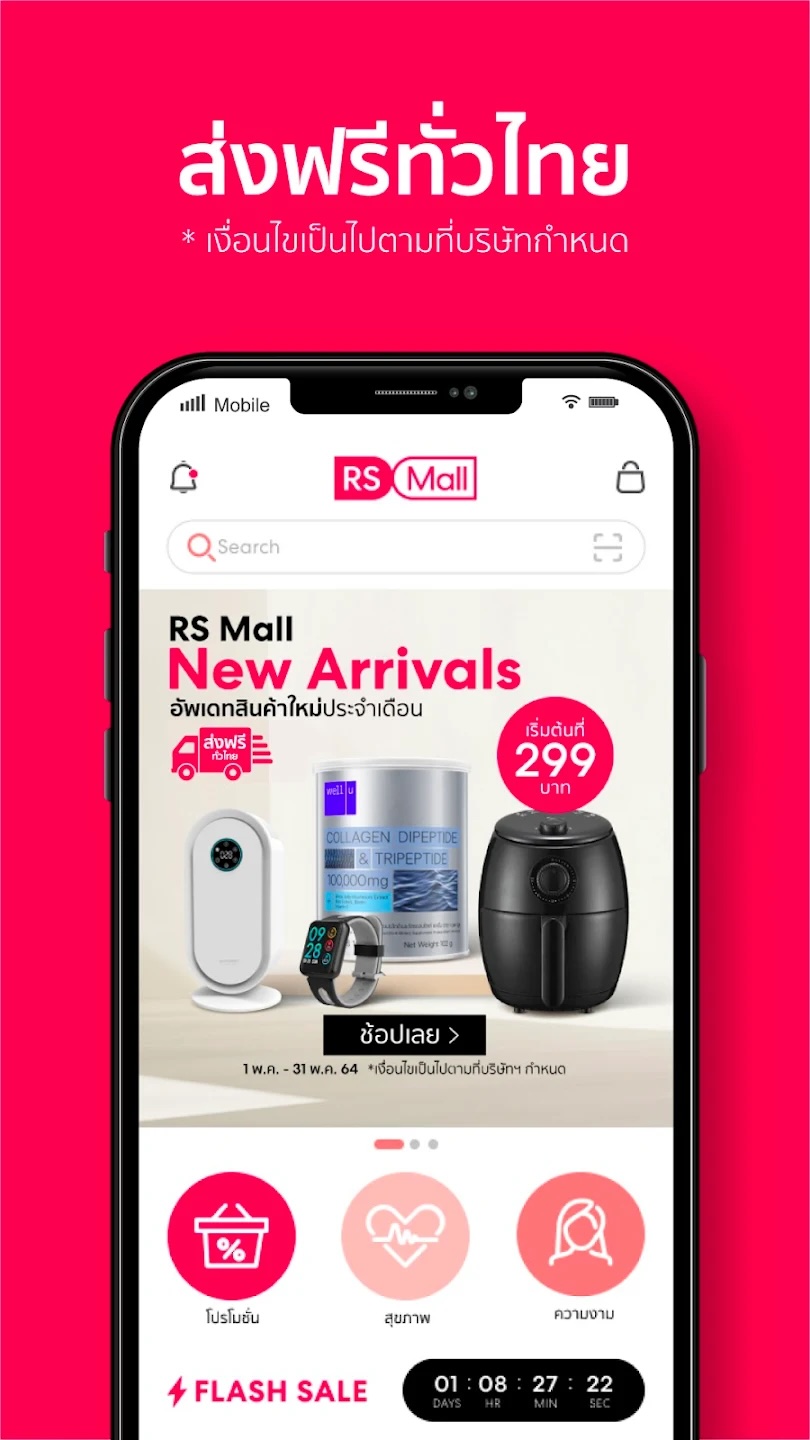 ส่งฟรีทั่วไทย
* เงื่อนไขเป็นไปตามที่บริษัทกำหนด
Mobile
RS Mall
Search
RS Mall
New Arrivals
อัพเดทสินค้าใหม่ประจำเดือน
ส่งฟรี
ทั่วไทย
เริ่มต้นที่
299
บาท
well u
COLLAGEN DIPEPTIDE
& TRIPEPTIDE
100,000mg
Net Weight 102 g
09
28
ช้อปเลย >
1 พ.ค. - 31 พ.ค. 64 *เงื่อนไขเป็นไปตามที่บริษัทฯ กำหนด
โปรโมชั่น
สุขภาพ
ความงาม
FLASH SALE
01 : 08 : 27 : 22
DAYS HR MIN SEC